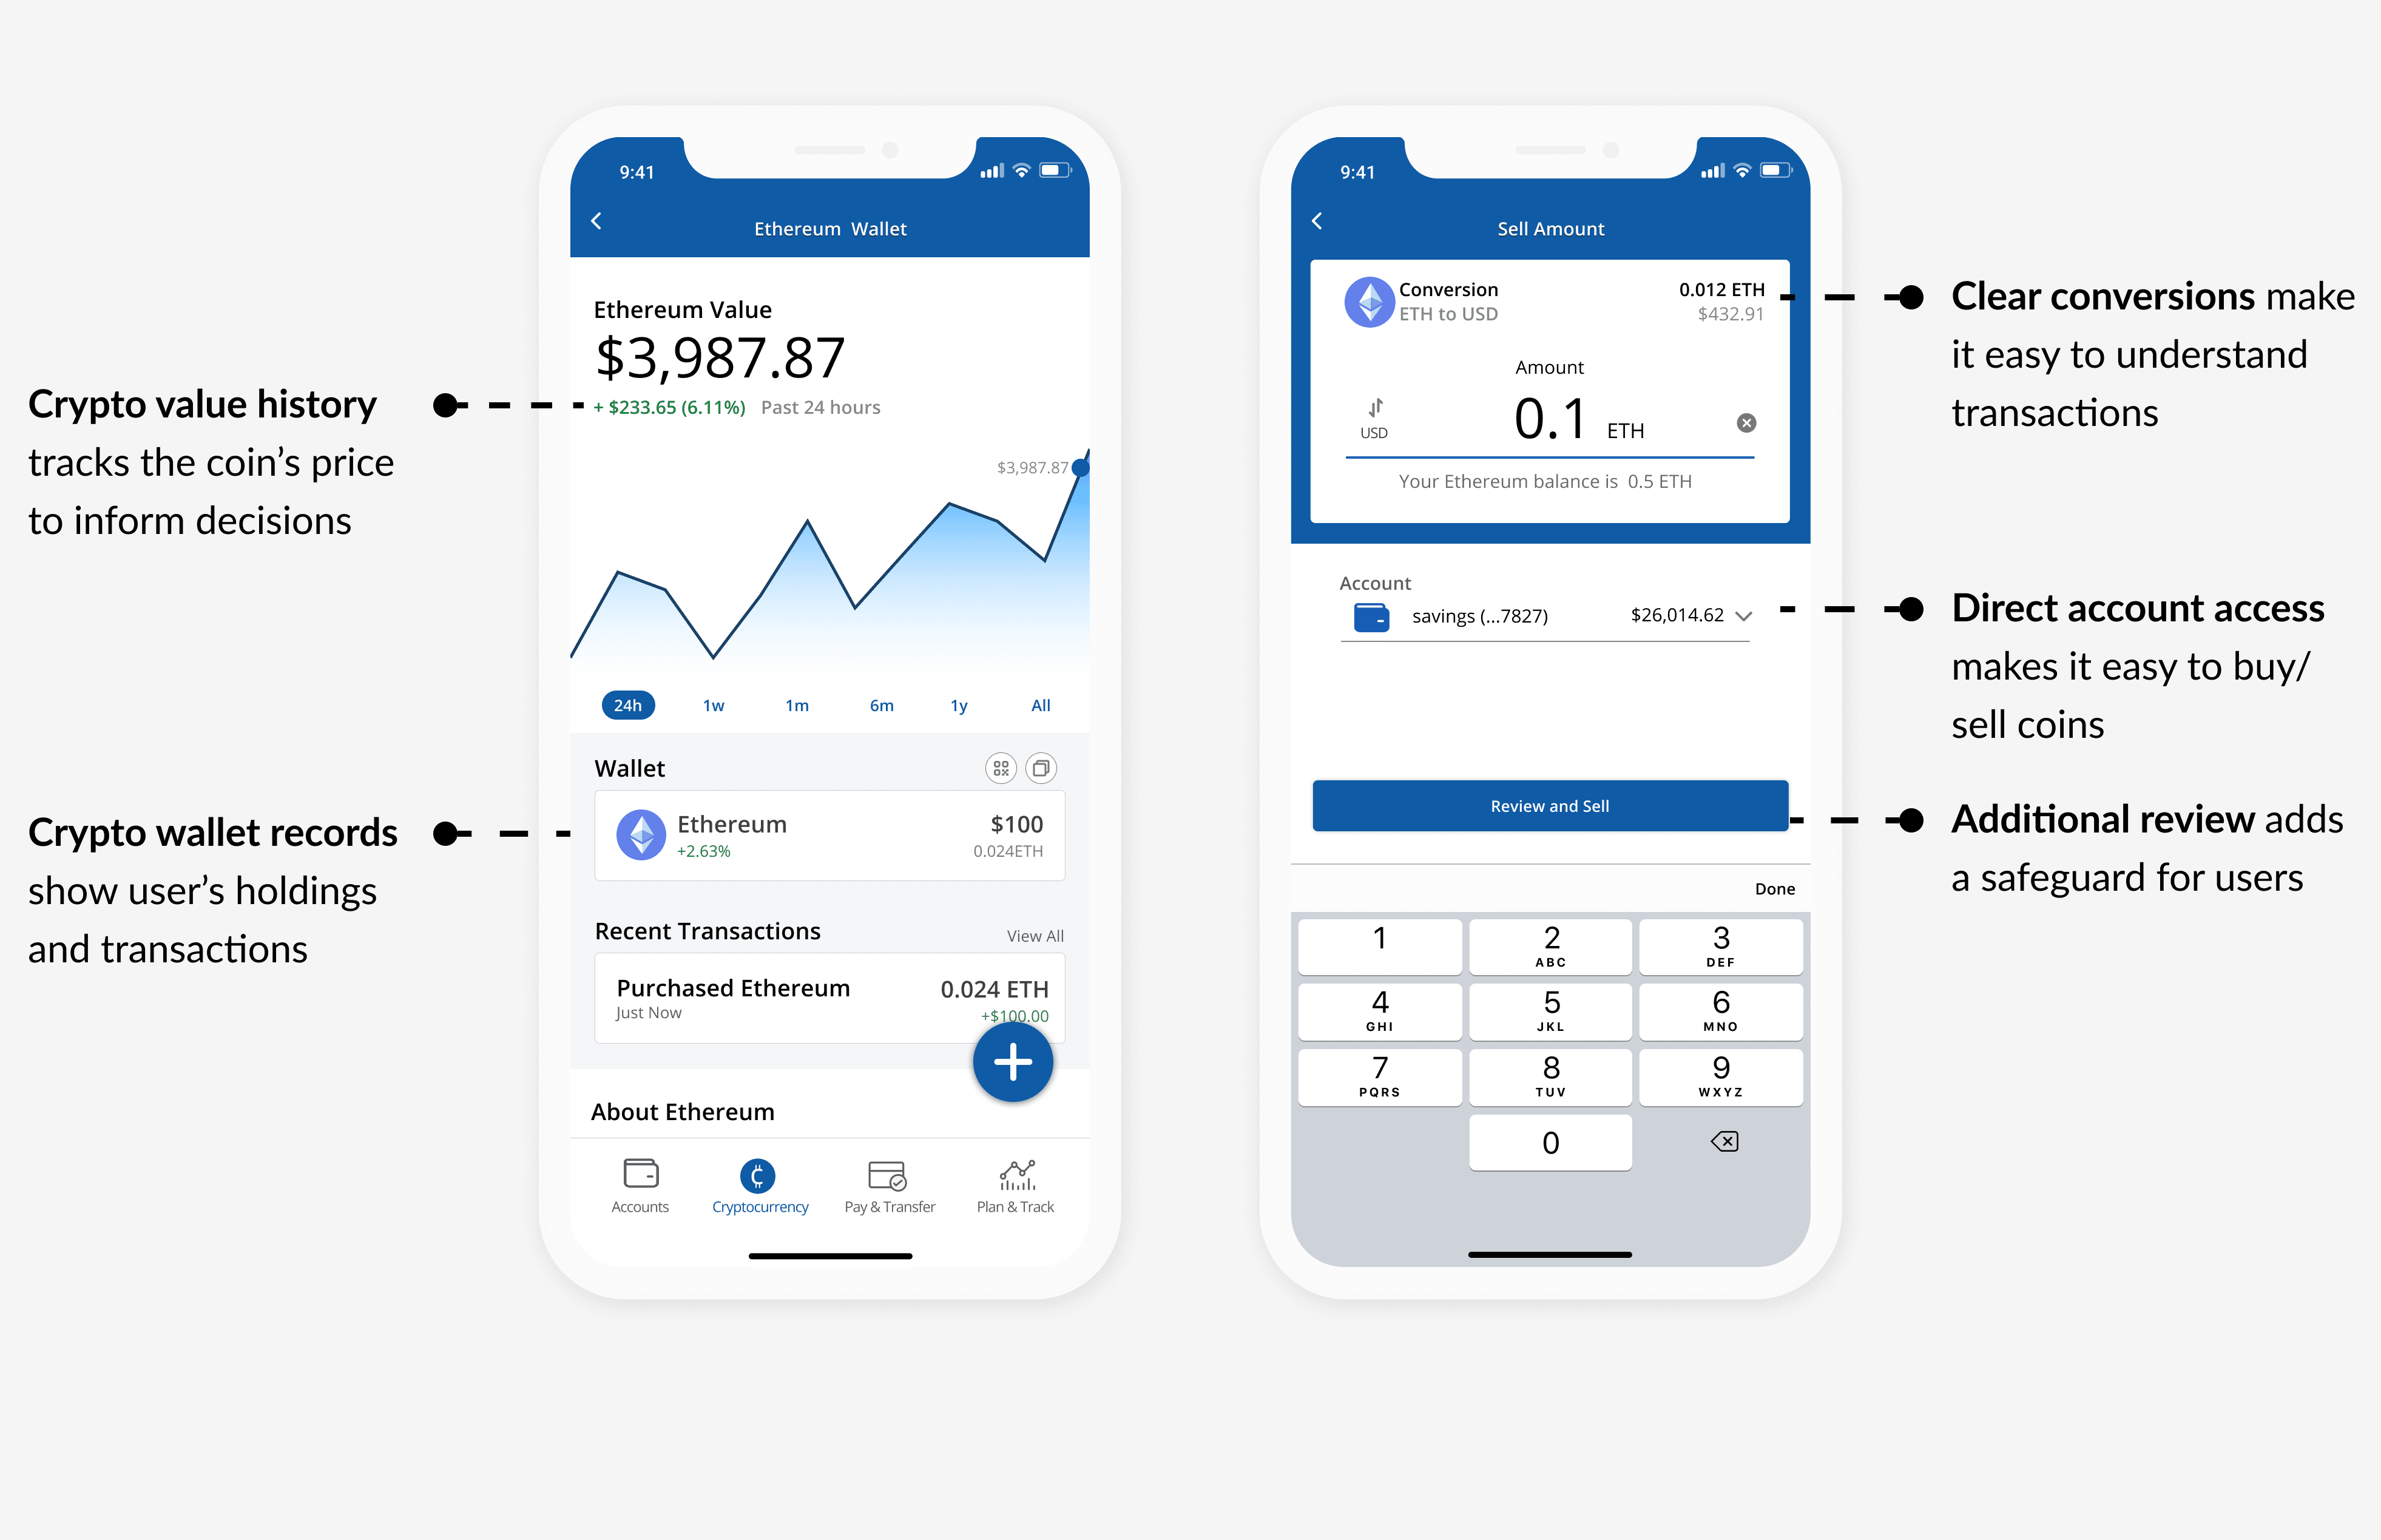 Crypto value history
tracks the coin's price
to inform decisions
Crypto wallet records
show user's holdings
and transactions
9:41
Ethereum Wallet
Ethereum Value
$3,987.87
+ $233.65 (6.11%) Past 24 hours
$3,987.87
24h 1w 1m 6m 1y All
Wallet
Ethereum $100
+2.63% 0.024ETH
Recent Transactions View All
Purchased Ethereum 0.024 ETH
Just Now +$100.00
About Ethereum
Accounts Cryptocurrency Pay & Transfer Plan & Track
9:41
Sell Amount
Conversion 0.012 ETH
ETH to USD $432.91
Amount
USD 0.1 ETH
Your Ethereum balance is 0.5 ETH
Account
savings (...7827) $26,014.62
Review and Sell
Done
1 2 3
ABC DEF
4 5 6
GHI JKL MNO
7 8 9
PQRS TUV WXYZ
0
Clear conversions make
it easy to understand
transactions
Direct account access
makes it easy to buy/
sell coins
Additional review adds
a safeguard for users